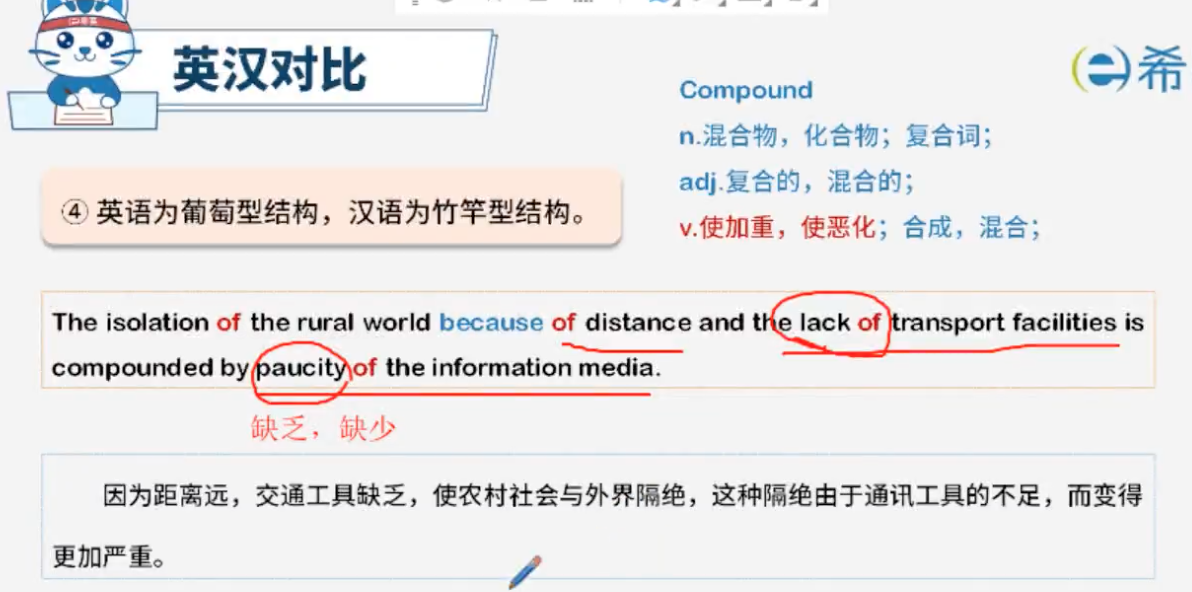 英汉对比
希
Compound
n.混合物，化合物；复合词；
adj.复合的，混合的；
v.使加重，使恶化；合成，混合；
④ 英语为葡萄型结构，汉语为竹竿型结构。
The isolation of the rural world because of distance and the lack of transport facilities is
compounded by paucity of the information media.
缺乏，缺少
因为距离远，交通工具缺乏，使农村社会与外界隔绝，这种隔绝由于通讯工具的不足，而变得
更加严重。